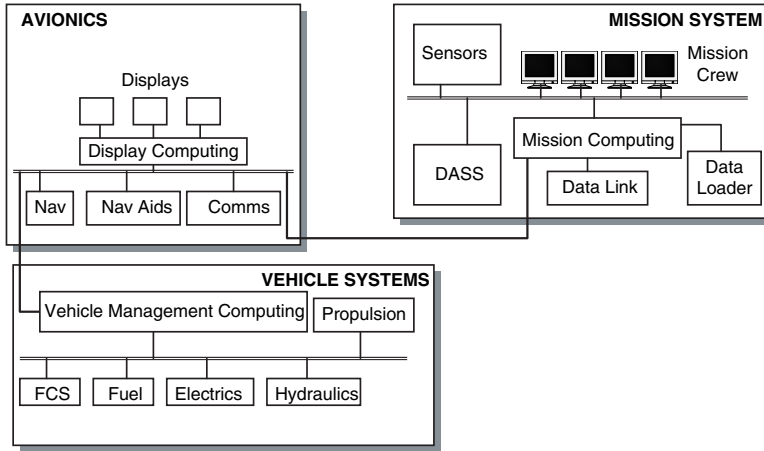 AVIONICS
Displays
Display Computing
Nav
Nav Aids
Comms
MISSION SYSTEM
Sensors
Mission
Crew
Mission Computing
DASS
Data Link
Data
Loader
VEHICLE SYSTEMS
Vehicle Management Computing
Propulsion
FCS
Fuel
Electrics
Hydraulics